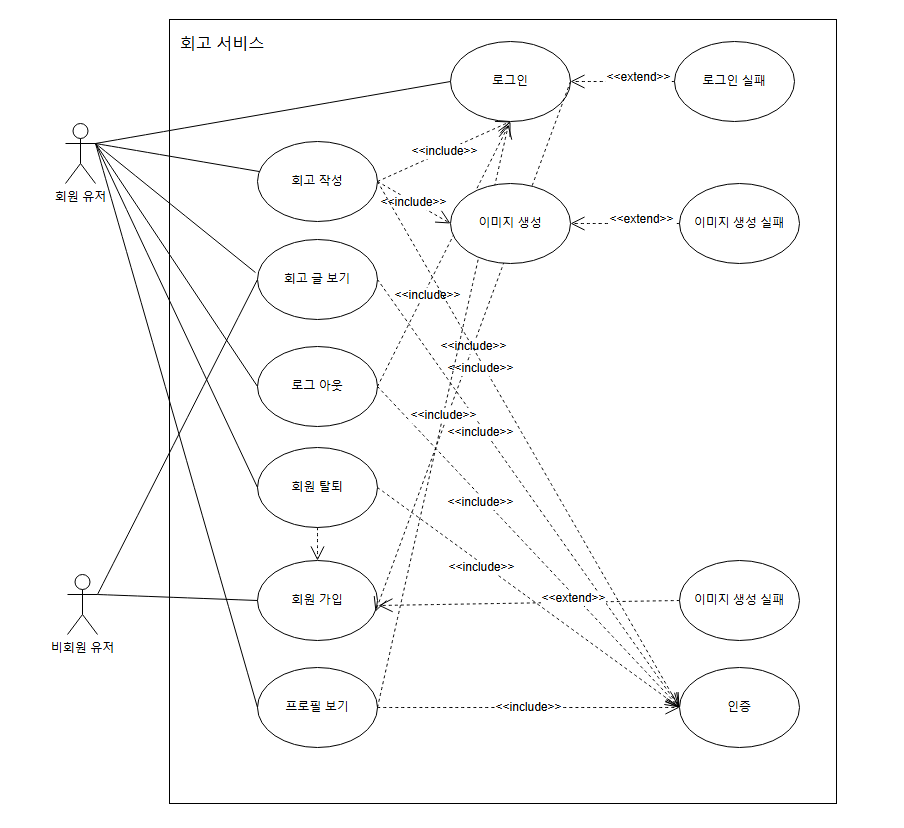 회고 서비스
로그인
<<extend>>
로그인 실패
회원 유저
<<include>>
회고 작성
<<include>>
이미지 생성
<<extend>>
이미지 생성 실패
회고 글 보기
<<include>>
<<include>>
<<include>>
로그 아웃
<<include>>
<<include>>
회원 탈퇴
<<include>>
<<include>>
회원 가입
<<extend>>
이미지 생성 실패
비회원 유저
프로필 보기
<<include>>
인증